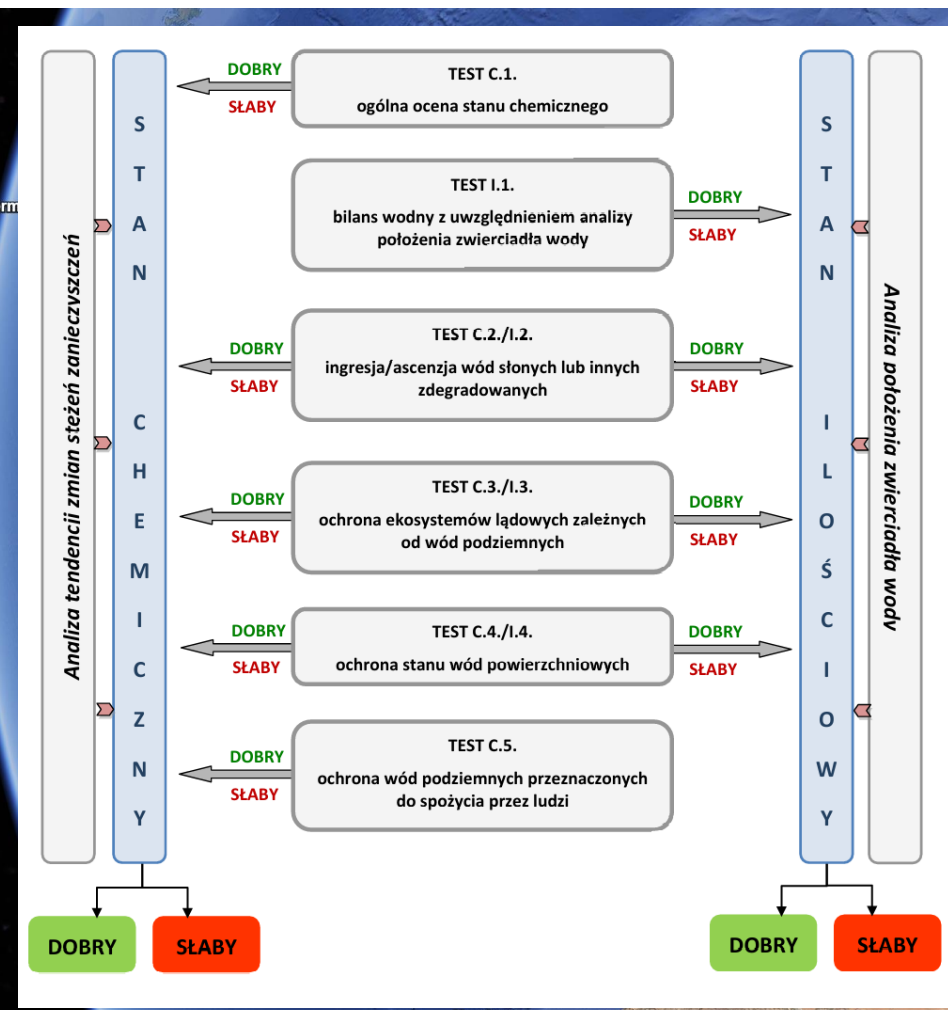 TEST C.1.
ogólna ocena stanu chemicznego
DOBRY
SŁABY
TEST I.1.
bilans wodny z uwzględnieniem analizy
położenia zwierciadła wody
DOBRY
SŁABY
TEST C.2./I.2.
ingresja/ascenzja wód słonych lub innych
zdegradowanych
DOBRY
SŁABY
DOBRY
SŁABY
TEST C.3./I.3.
ochrona ekosystemów lądowych zależnych
od wód podziemnych
DOBRY
SŁABY
DOBRY
SŁABY
TEST C.4./I.4.
ochrona stanu wód powierzchniowych
DOBRY
SŁABY
DOBRY
SŁABY
TEST C.5.
ochrona wód podziemnych przeznaczonych
do spożycia przez ludzi
DOBRY
SŁABY
Analiza tendencji zmian stężeń zanieczyszczeń
STAN CHEMICZNY
STAN ILOŚCIOWY
Analiza położenia zwierciadła wody
DOBRY
SŁABY
DOBRY
SŁABY